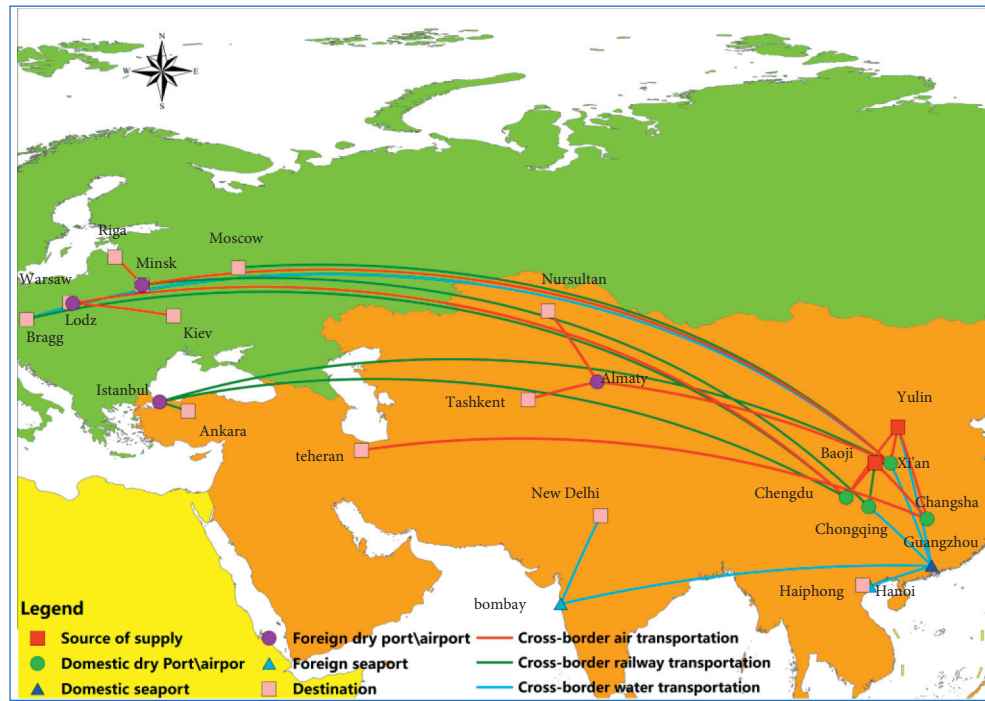 N
W
E
S
Riga
Moscow
Minsk
Warsaw
Nursultan
Lodz
Bragg
Kiev
Almaty
Istanbul
Tashkent
Yulin
Ankara
teheran
Baoji
Xi'an
New Delhi
Chengdu
Changsha
Chongqing
Guangzhou
Haiphong
Hanoi
bombay
Legend
Source of supply
Foreign dry port\airport
Cross-border air transportation
Domestic dry Port\airpor
Foreign seaport
Cross-border railway transportation
Domestic seaport
Destination
Cross-border water transportation